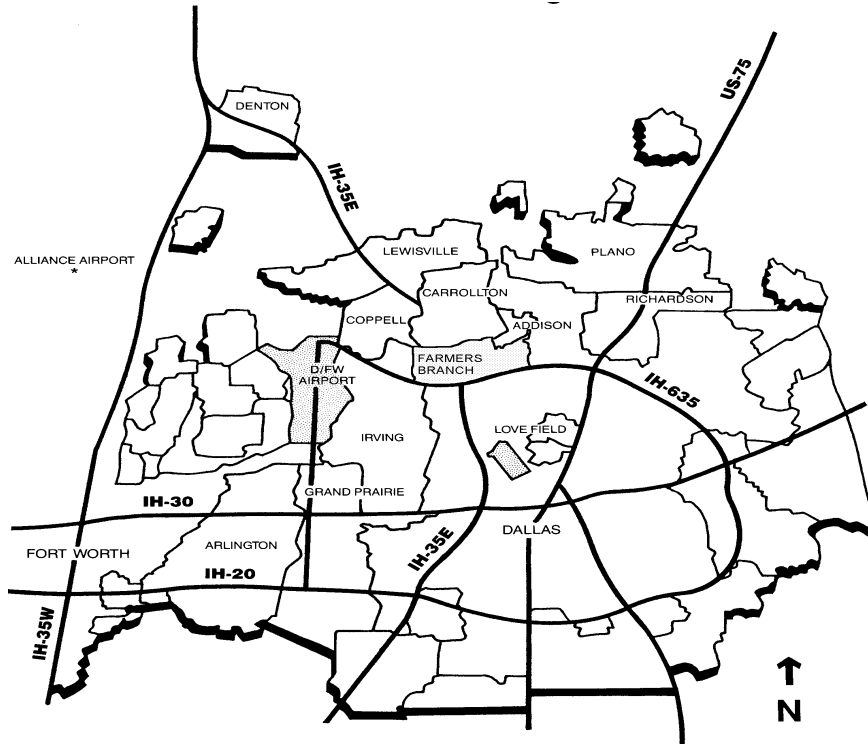 US-75
DENTON
IH-35E
LEWISVILLE
PLANO
ALLIANCE AIRPORT
*
CARROLLTON
RICHARDSON
COPPELL
ADDISON
FARMERS
BRANCH
D/FW
AIRPORT
IH-635
LOVE FIELD
IRVING
GRAND PRAIRIE
IH-30
DALLAS
IH-35E
FORT WORTH
ARLINGTON
IH-20
IH-35W
N